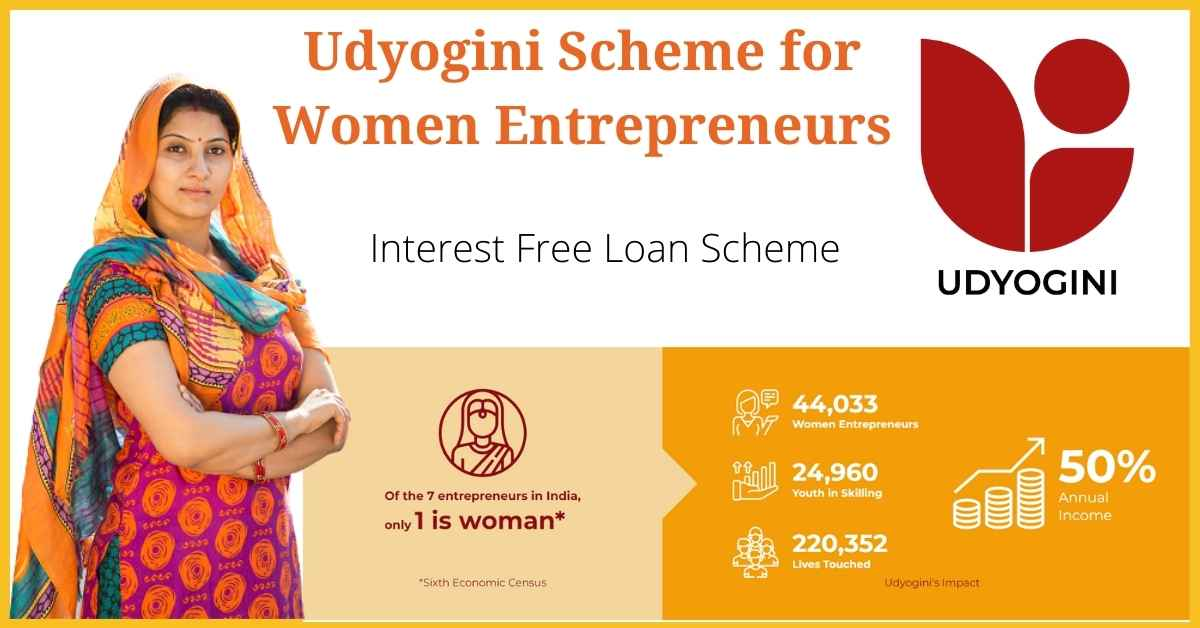 Udyogini Scheme for
Women Entrepreneurs
Interest Free Loan Scheme
UDYOGINI
Of the 7 entrepreneurs in India,
only 1 is woman*
*Sixth Economic Census
44,033
Women Entrepreneurs
24,960
Youth in Skilling
220,352
Lives Touched
50%
Annual
Income
Udyogini's Impact